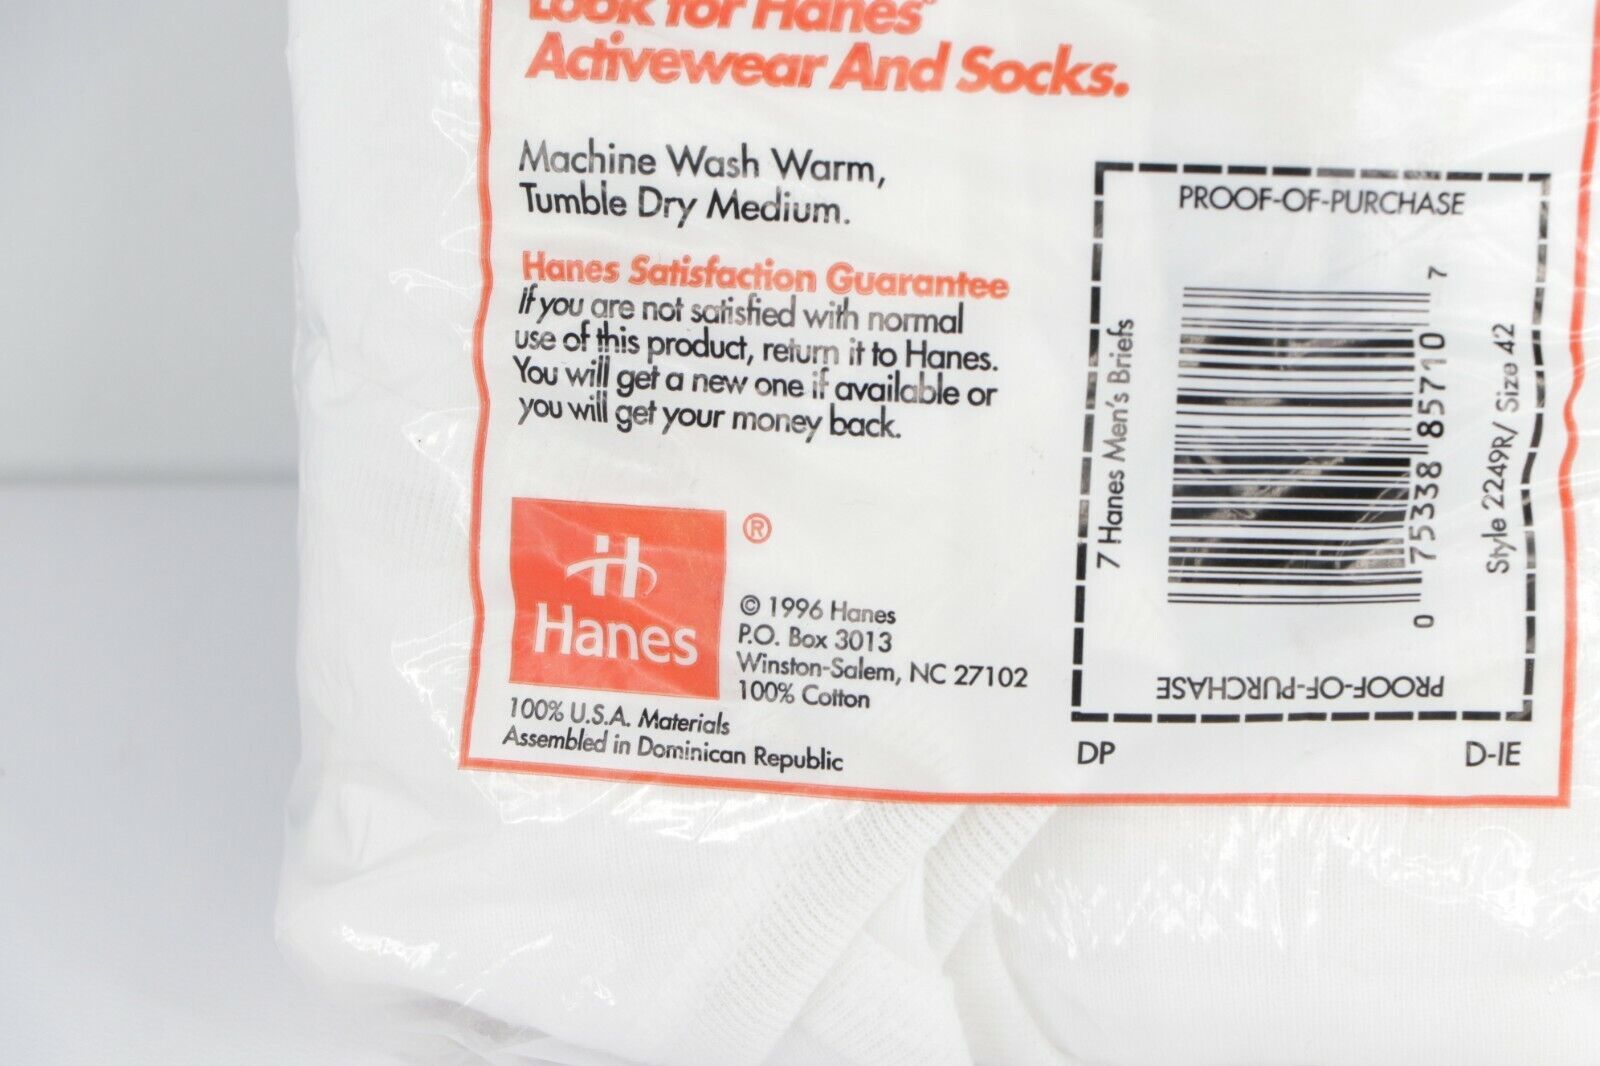 Look for Hanes®
Activewear And Socks.
Machine Wash Warm,
Tumble Dry Medium.
Hanes Satisfaction Guarantee
If you are not satisfied with normal
use of this product, return it to Hanes.
You will get a new one if available or
you will get your money back.
H ®
Hanes
© 1996 Hanes
P.O. Box 3013
Winston-Salem, NC 27102
100% Cotton
100% U.S.A. Materials
Assembled in Dominican Republic
PROOF-OF-PURCHASE
7 Hanes Men's Briefs
0 75338 85710 7
Style 2249R/ Size 42
PROOF-OF-PURCHASE
DP
D-IE